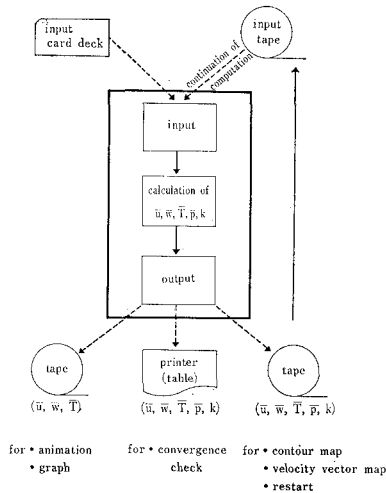 input
card deck
input
tape
continuation of
computation
input
calculation of
ū, w̄, T̄, p̄, k
output
tape
printer
(table)
tape
(ū, w̄, T̄)
(ū, w̄, T̄, p̄, k)
(ū, w̄, T̄, p̄, k)
for • animation
• graph
for • convergence
check
for • contour map
• velocity vector map
• restart